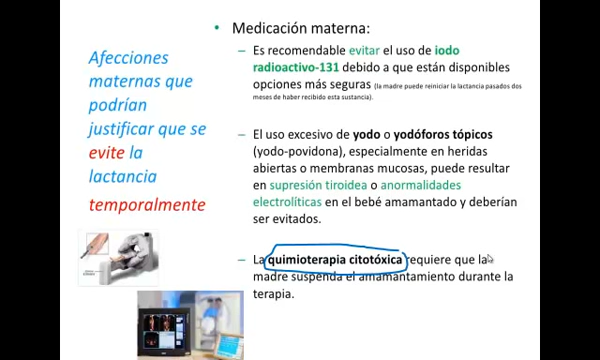 Afecciones
maternas que
podrían
justificar que se
evite la
lactancia
temporalmente
• Medicación materna:
– Es recomendable evitar el uso de iodo
radioactivo-131 debido a que están disponibles
opciones más seguras (la madre puede reiniciar la lactancia pasados dos
meses de haber recibido esta sustancia).
– El uso excesivo de yodo o yodóforos tópicos
(yodo-povidona), especialmente en heridas
abiertas o membranas mucosas, puede resultar
en supresión tiroidea o anormalidades
electrolíticas en el bebé amamantado y deberían
ser evitados.
– La quimioterapia citotóxica requiere que la
madre suspenda el amamantamiento durante la
terapia.